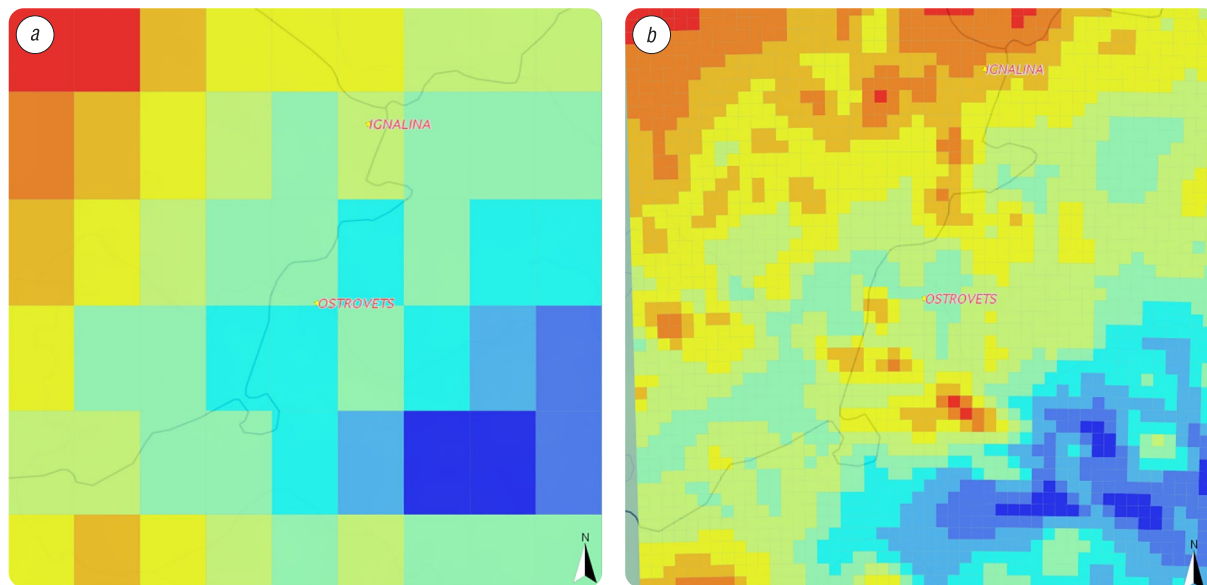 a
IGNALINA
OSTROVETS
N
b
IGNALINA
OSTROVETS
N